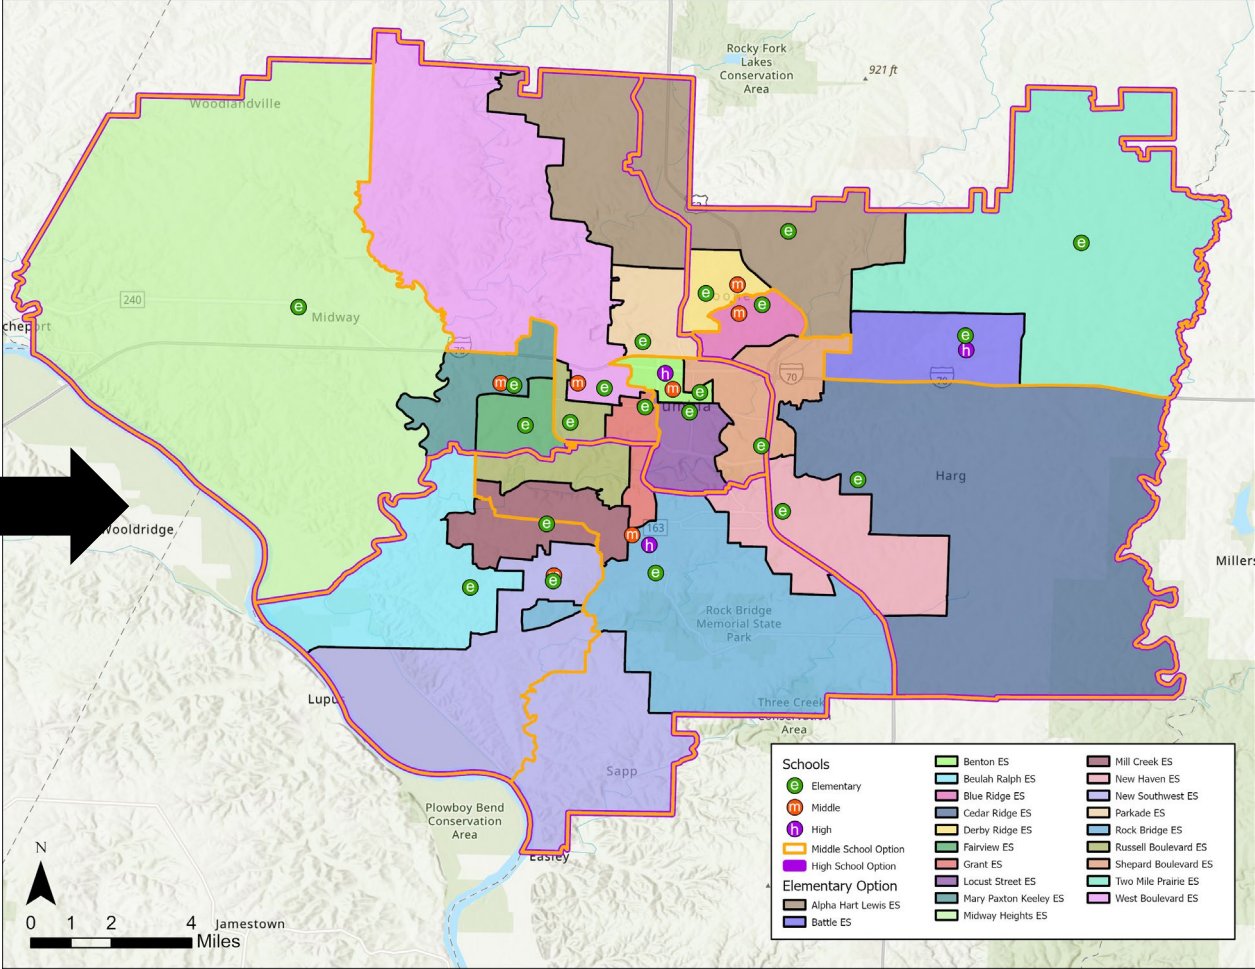 Rocky Fork
Lakes
Conservation
Area
921 ft
Woodlandville
240
Midway
cheport
70
70
Harg
Wooldridge
163
Millers
Rock Bridge
Memorial State
Park
Lupu
Three Creek
Conservation
Area
Sapp
Plowboy Bend
Conservation
Area
Easley
Jamestown
N
0 1 2 4
Miles
Schools
e Elementary
m Middle
h High
Middle School Option
High School Option
Elementary Option
Alpha Hart Lewis ES
Battle ES
Benton ES
Beulah Ralph ES
Blue Ridge ES
Cedar Ridge ES
Derby Ridge ES
Fairview ES
Grant ES
Locust Street ES
Mary Paxton Keeley ES
Midway Heights ES
Mill Creek ES
New Haven ES
New Southwest ES
Parkade ES
Rock Bridge ES
Russell Boulevard ES
Shepard Boulevard ES
Two Mile Prairie ES
West Boulevard ES